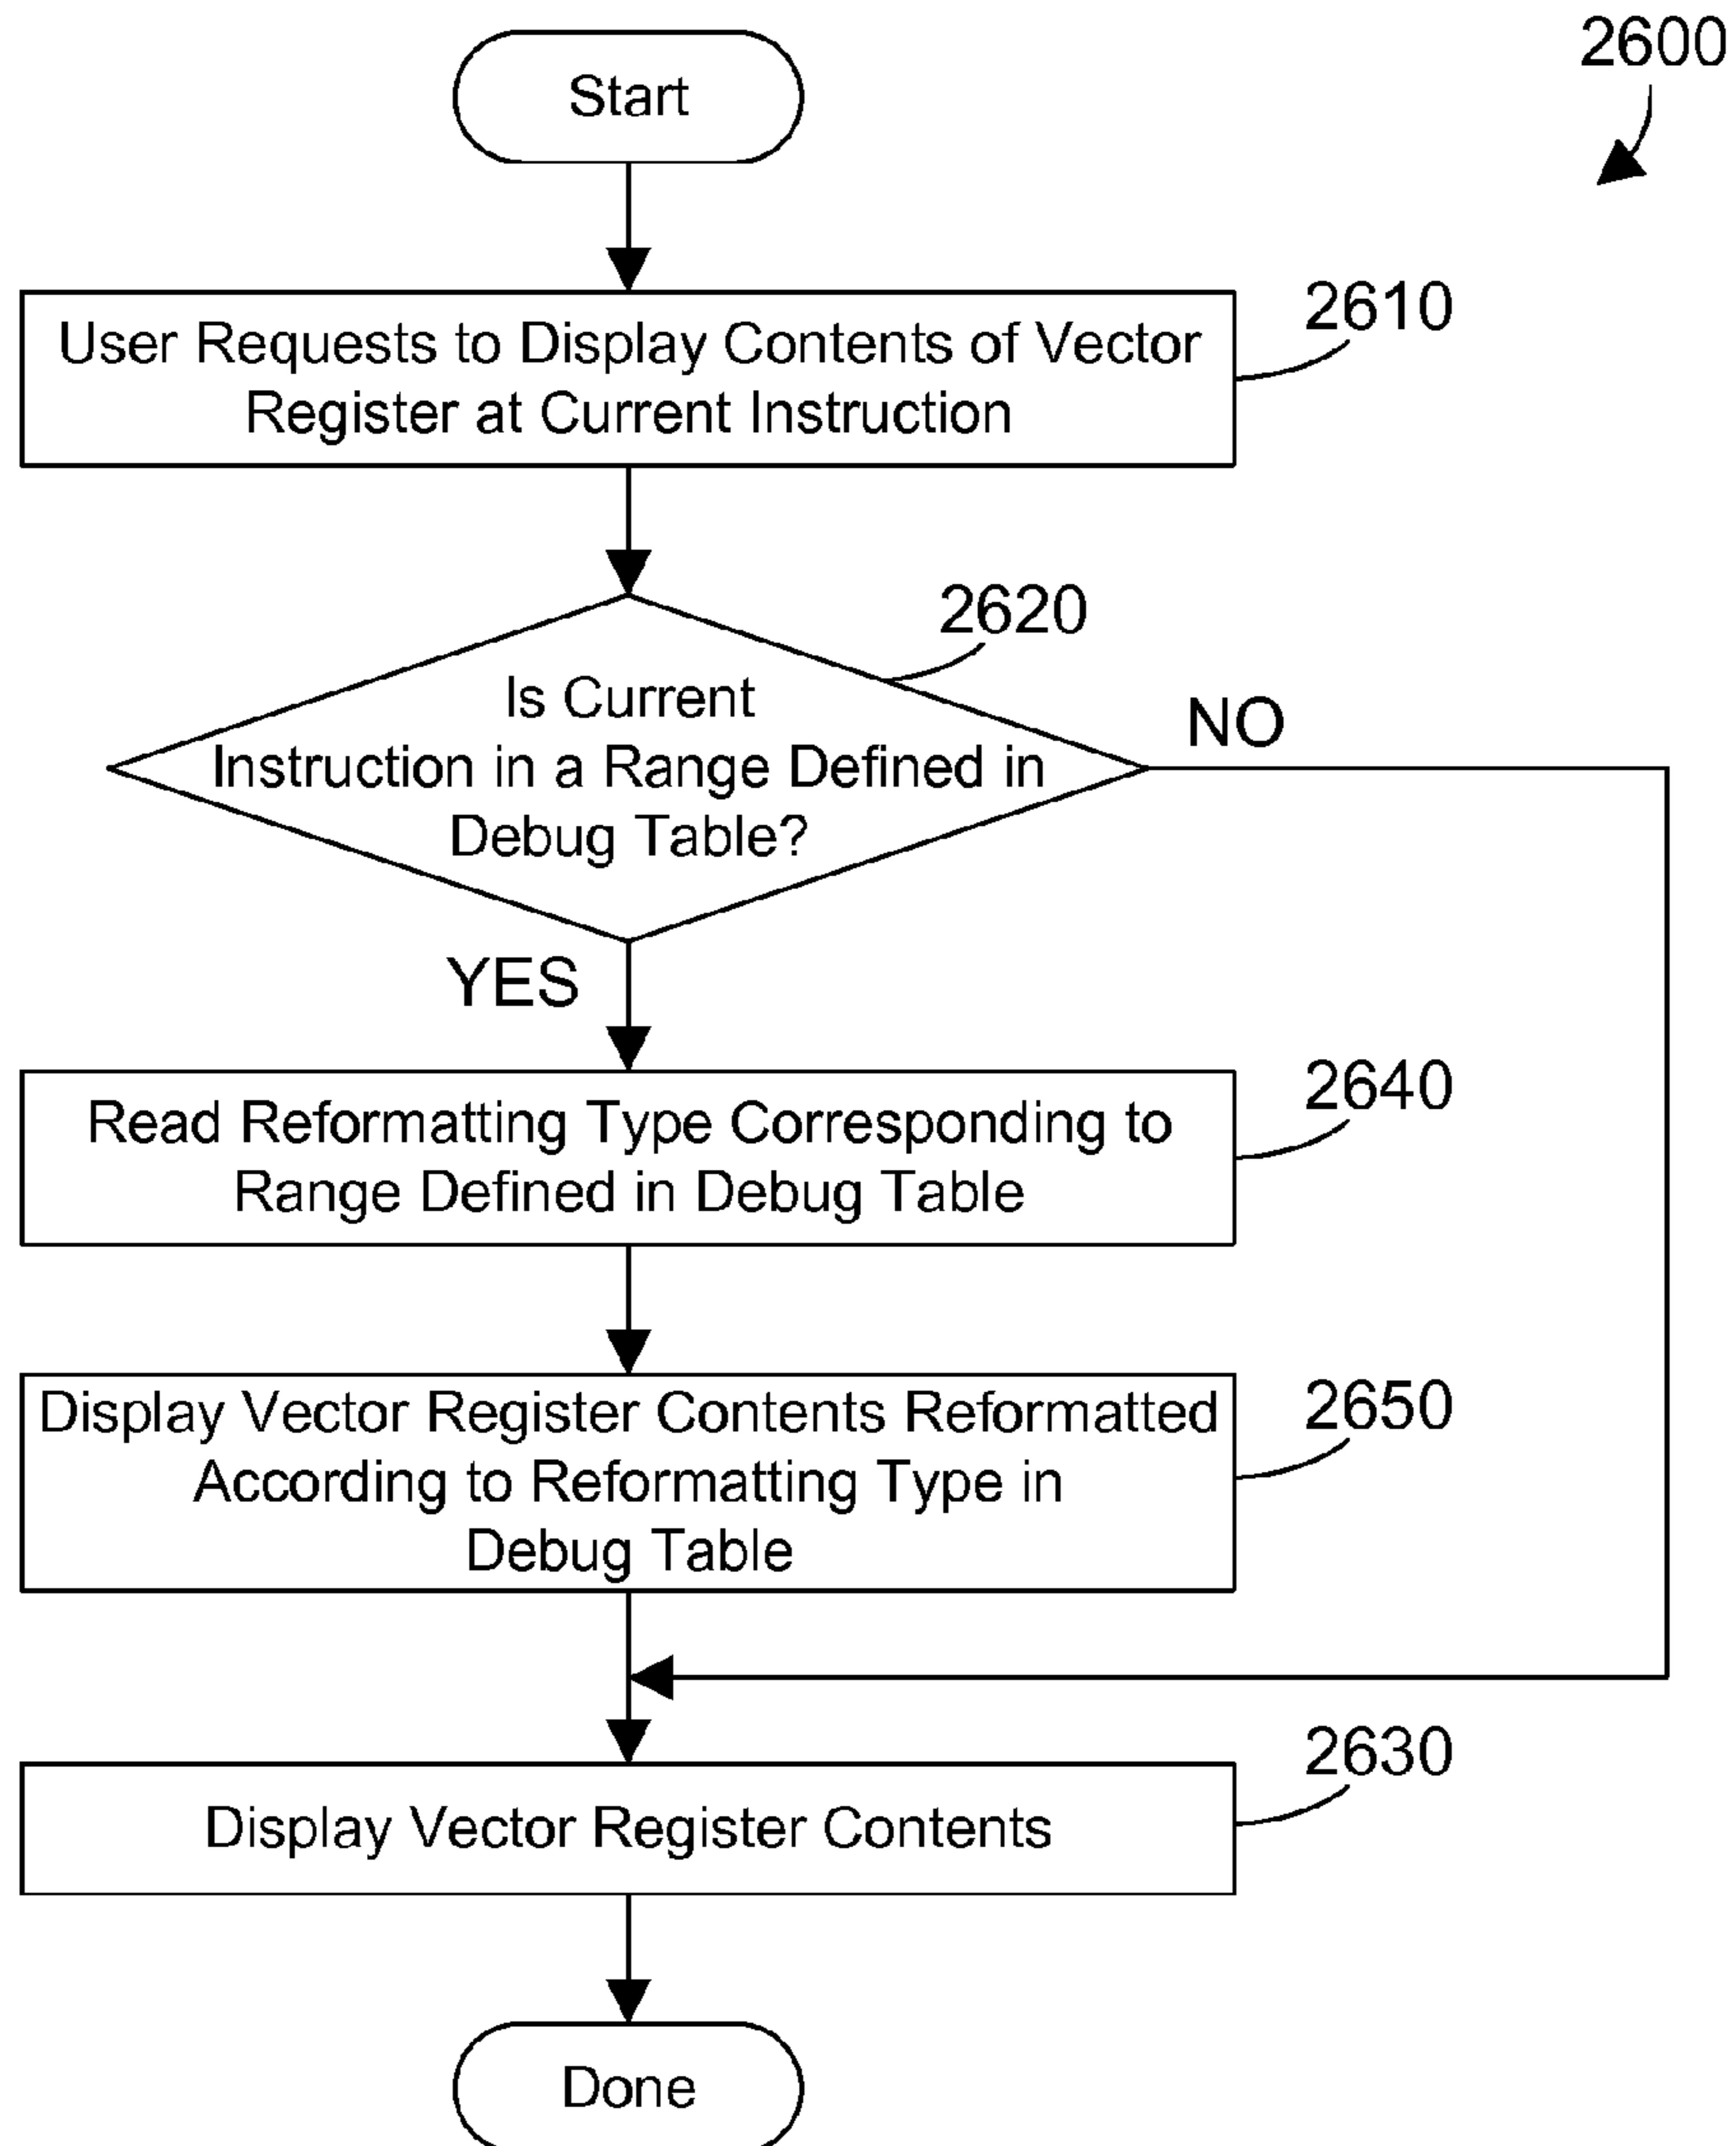 2600
Start
2610
User Requests to Display Contents of Vector
Register at Current Instruction
2620
Is Current
Instruction in a Range Defined in
Debug Table?
NO
YES
2640
Read Reformatting Type Corresponding to
Range Defined in Debug Table
2650
Display Vector Register Contents Reformatted
According to Reformatting Type in
Debug Table
2630
Display Vector Register Contents
Done